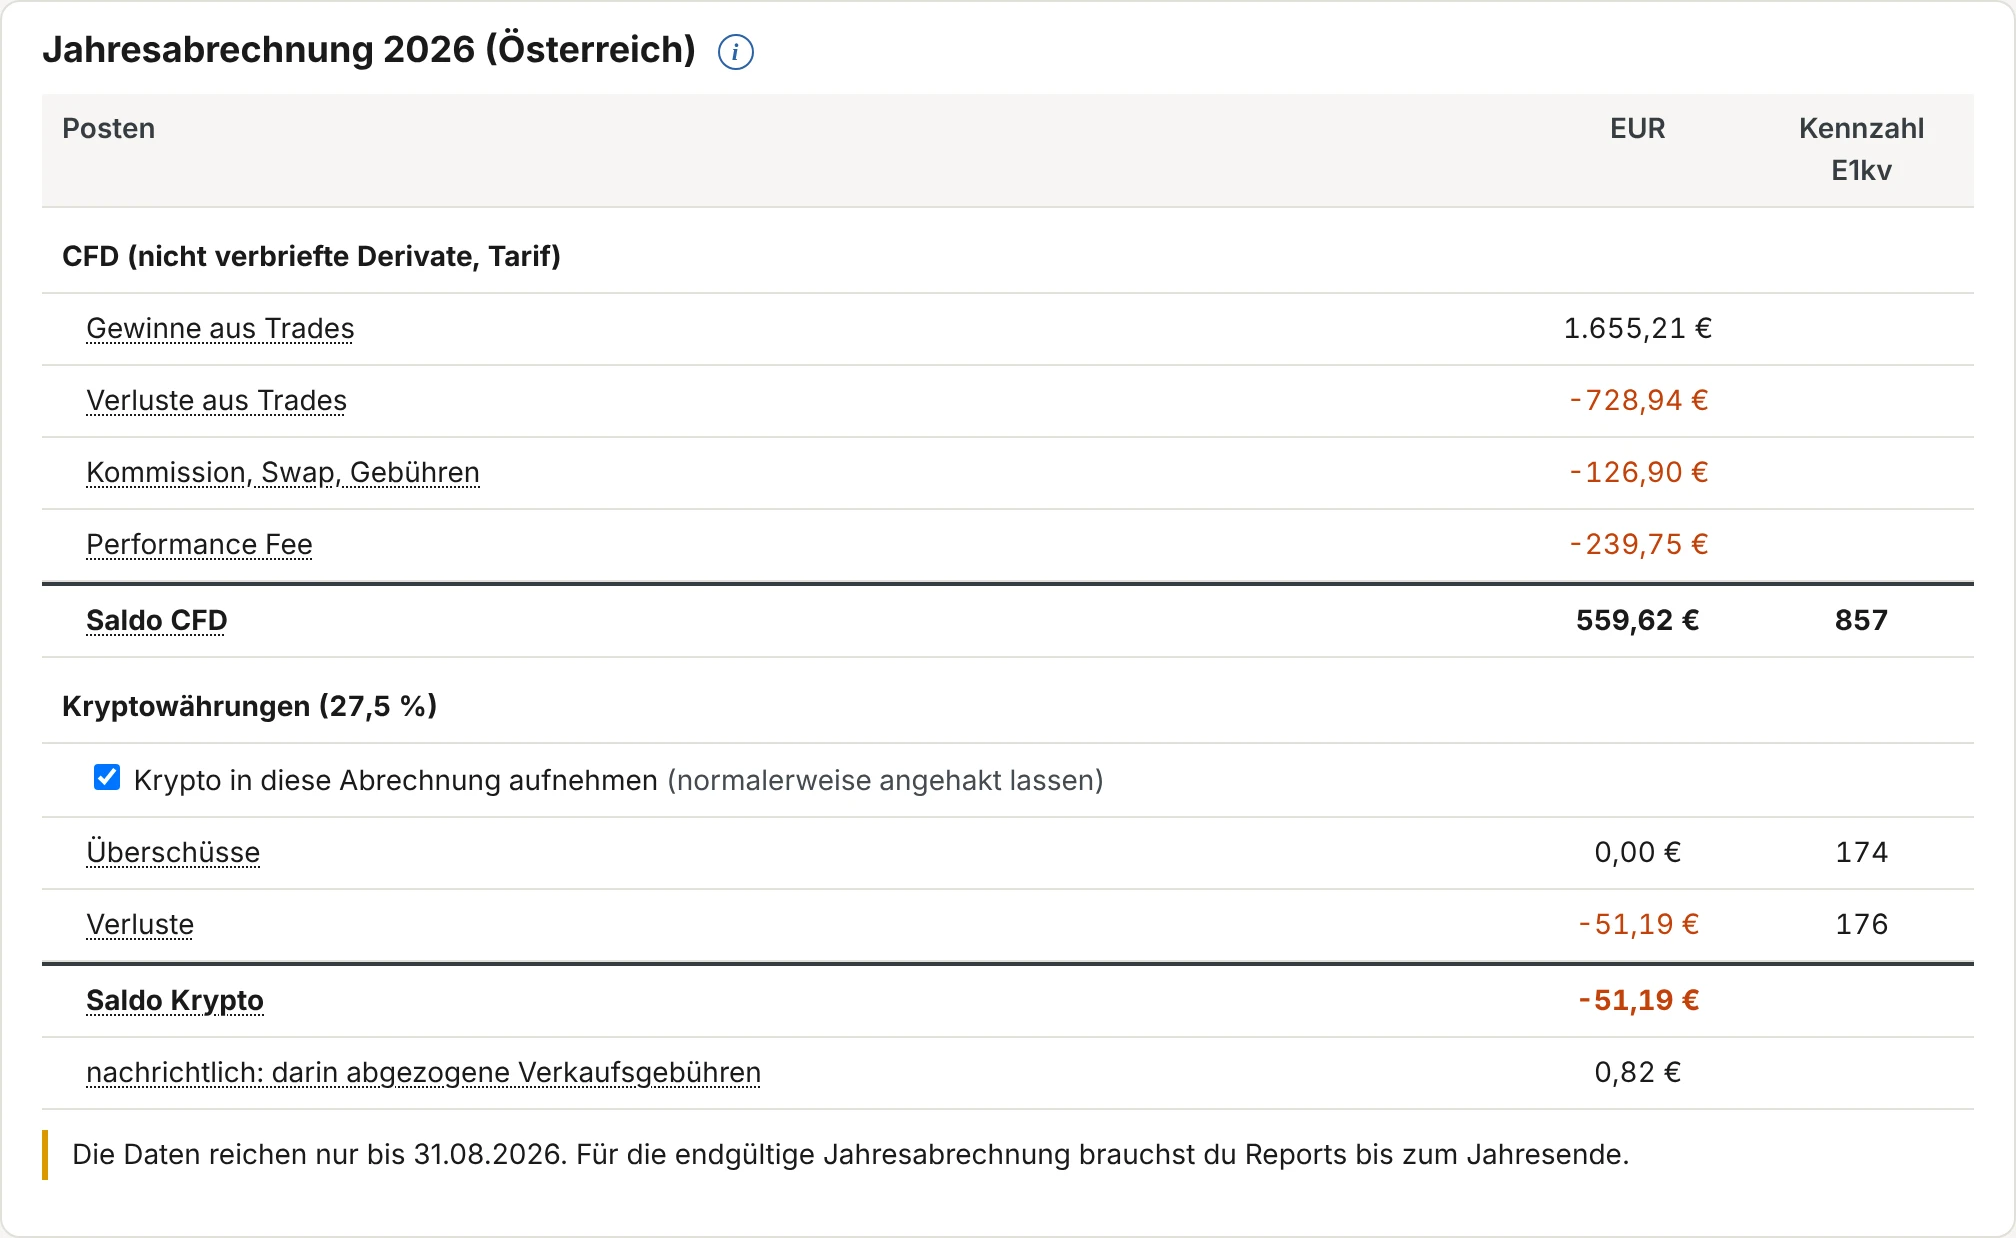 Jahresabrechnung 2026 (Österreich) i
Posten EUR Kennzahl
E1kv
CFD (nicht verbriefte Derivate, Tarif)
Gewinne aus Trades 1.655,21 €
Verluste aus Trades -728,94 €
Kommission, Swap, Gebühren -126,90 €
Performance Fee -239,75 €
Saldo CFD 559,62 € 857
Kryptowährungen (27,5 %)
Krypto in diese Abrechnung aufnehmen (normalerweise angehakt lassen)
Überschüsse 0,00 € 174
Verluste -51,19 € 176
Saldo Krypto -51,19 €
nachrichtlich: darin abgezogene Verkaufsgebühren 0,82 €
Die Daten reichen nur bis 31.08.2026. Für die endgültige Jahresabrechnung brauchst du Reports bis zum Jahresende.